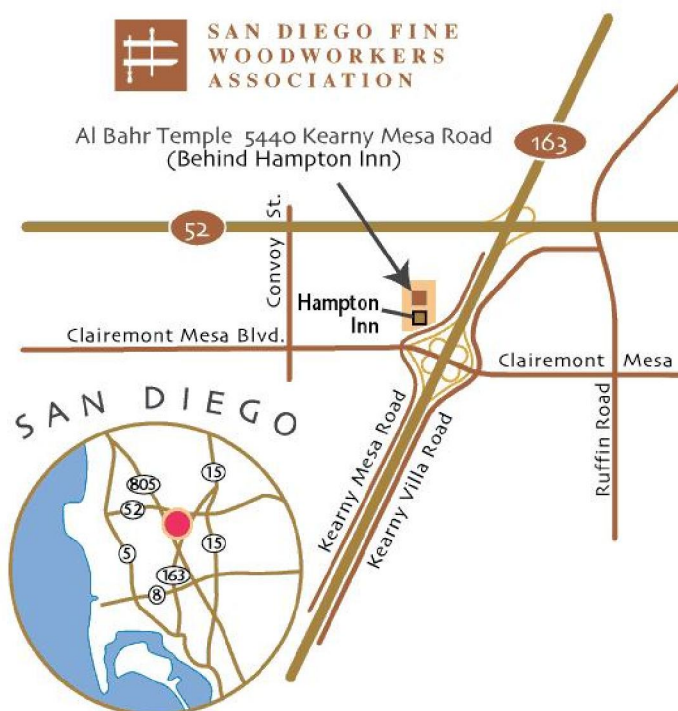 SAN DIEGO FINE
WOODWORKERS
ASSOCIATION
Al Bahr Temple 5440 Kearny Mesa Road
(Behind Hampton Inn)
163
52
Convoy St.
Hampton
Inn
Clairemont Mesa Blvd.
Clairemont Mesa
Kearny Mesa Road
Kearny Villa Road
Ruffin Road
SAN DIEGO
805
15
52
5
15
163
8